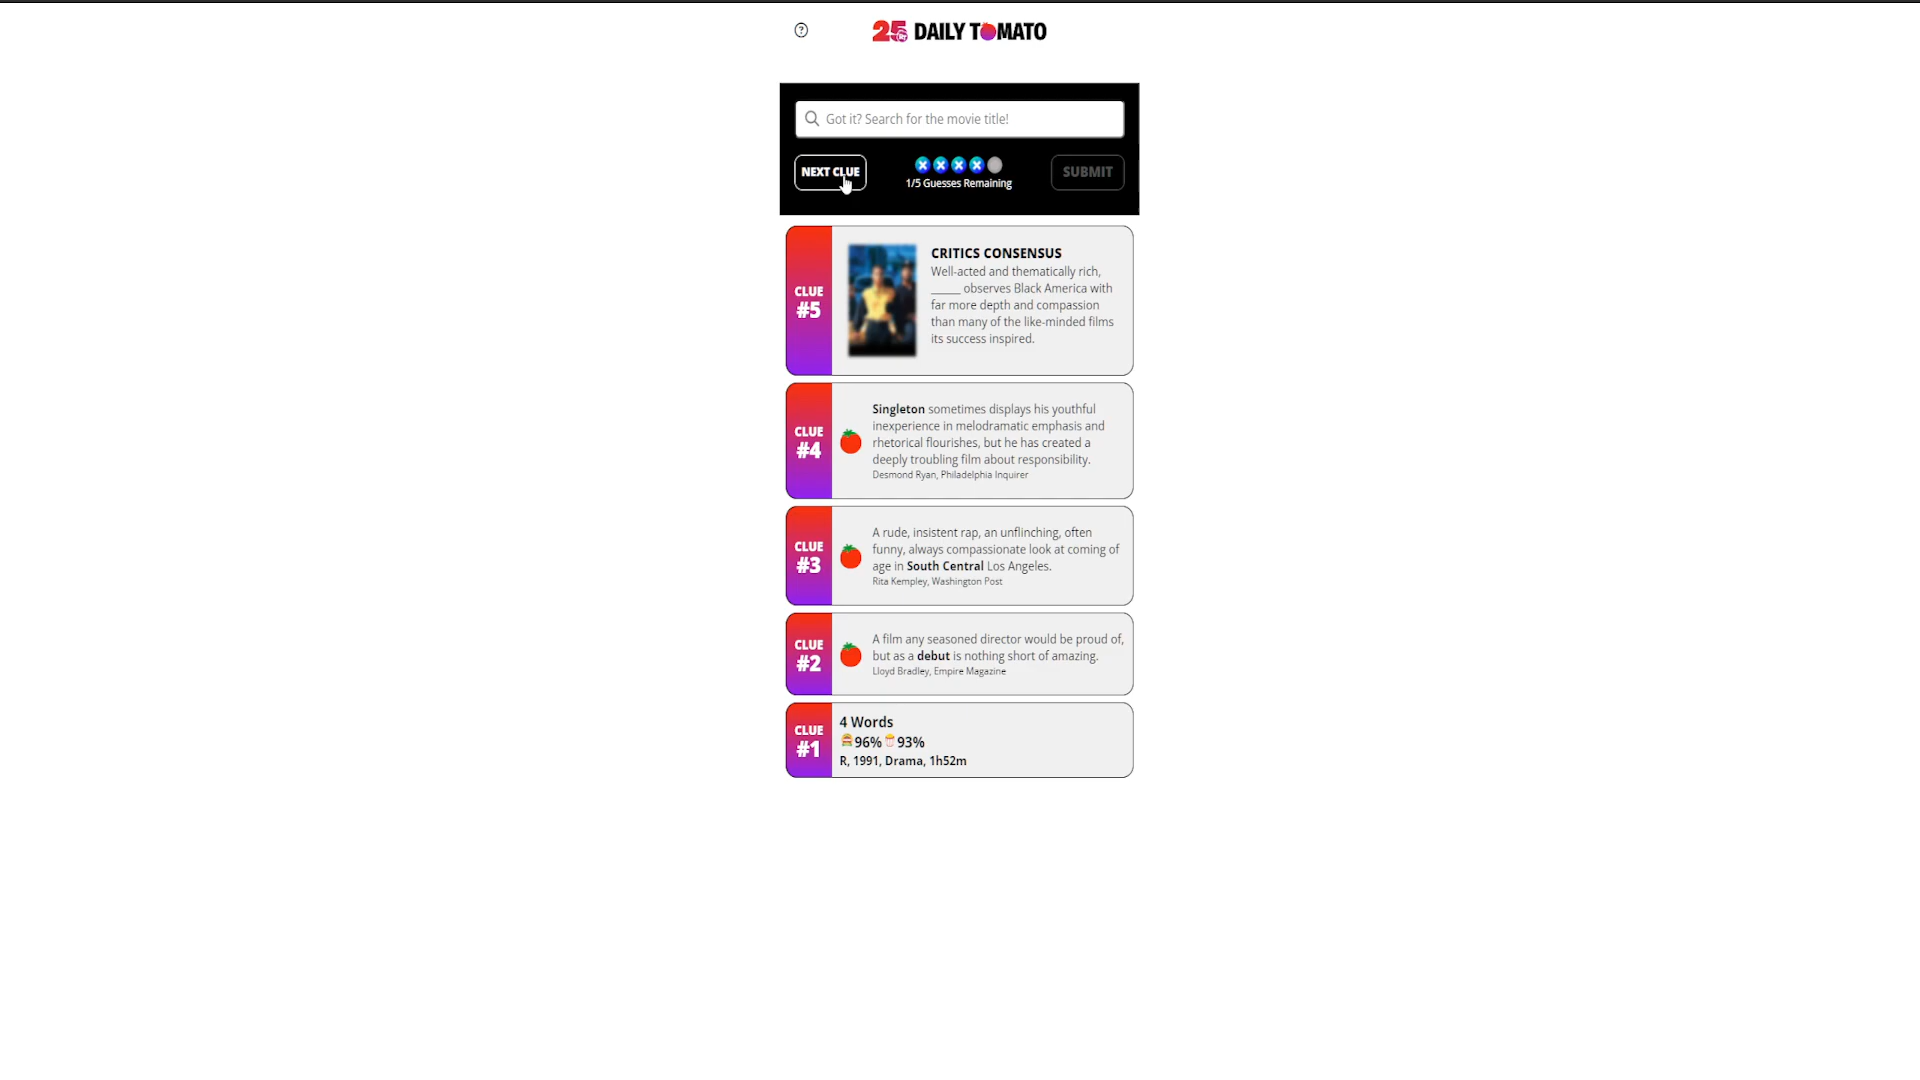 25 DAILY TOMATO
Got it? Search for the movie title!
NEXT CLUE
1/5 Guesses Remaining
SUBMIT
CLUE
#5
CRITICS CONSENSUS
Well-acted and thematically rich,
_____ observes Black America with
far more depth and compassion
than many of the like-minded films
its success inspired.
CLUE
#4
Singleton sometimes displays his youthful
inexperience in melodramatic emphasis and
rhetorical flourishes, but he has created a
deeply troubling film about responsibility.
Desmond Ryan, Philadelphia Inquirer
CLUE
#3
A rude, insistent rap, an unflinching, often
funny, always compassionate look at coming of
age in South Central Los Angeles.
Rita Kempley, Washington Post
CLUE
#2
A film any seasoned director would be proud of,
but as a debut is nothing short of amazing.
Lloyd Bradley, Empire Magazine
CLUE
#1
4 Words
96% 93%
R, 1991, Drama, 1h52m